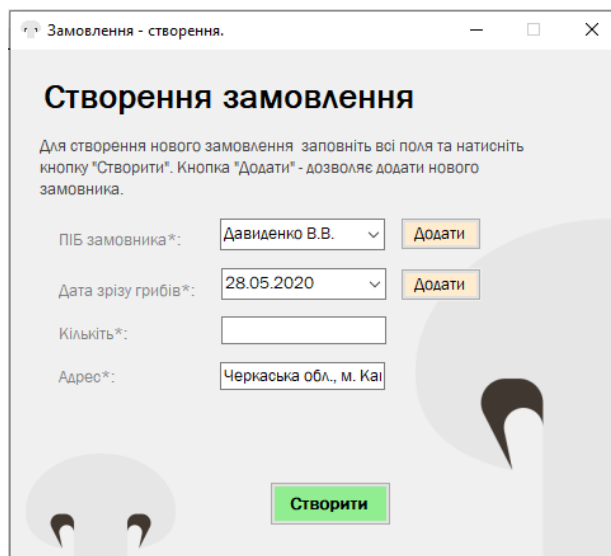 Замовлення - створення.
Створення замовлення
Для створення нового замовлення заповніть всі поля та натисніть
кнопку "Створити". Кнопка "Додати" - дозволяє додати нового
замовника.
ПІБ замовника*: Давиденко В.В. Додати
Дата зрізу грибів*: 28.05.2020 Додати
Кількіть*:
Адрес*: Черкаська обл., м. Кан
Створити